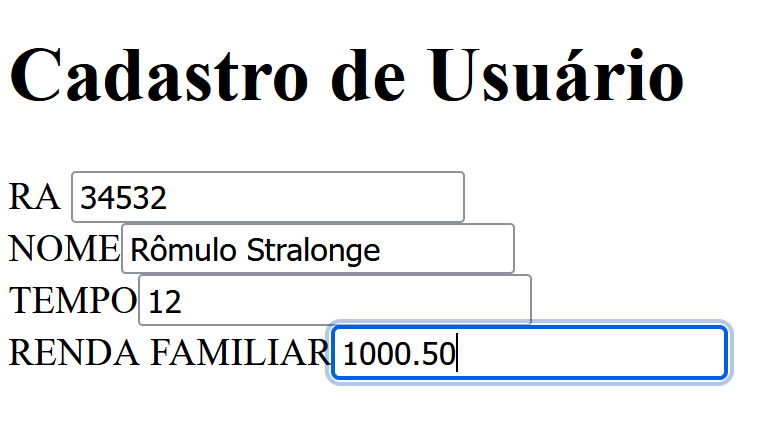 Cadastro de Usuário
RA 34532
NOME Rômulo Stralonge
TEMPO 12
RENDA FAMILIAR 1000.50